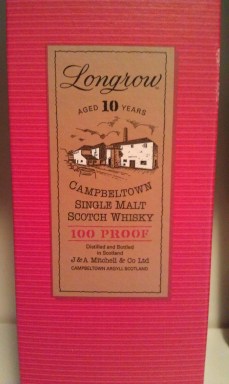 Longrow
AGED 10 YEARS
CAMPBELTOWN
SINGLE MALT
SCOTCH WHISKY
100 PROOF
Distilled and Bottled
in Scotland
J & A Mitchell & Co Ltd
CAMPBELTOWN ARGYLL SCOTLAND